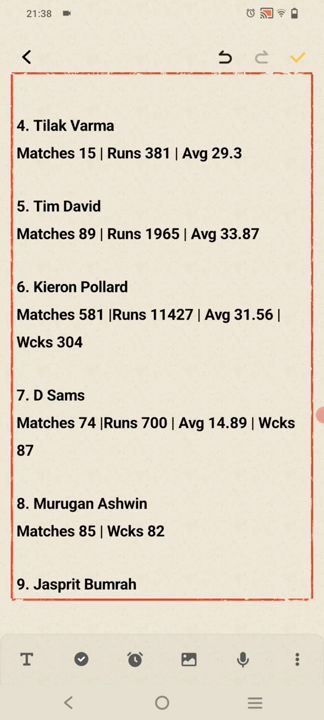 21:38
4. Tilak Varma
Matches 15 | Runs 381 | Avg 29.3
5. Tim David
Matches 89 | Runs 1965 | Avg 33.87
6. Kieron Pollard
Matches 581 |Runs 11427 | Avg 31.56 |
Wcks 304
7. D Sams
Matches 74 |Runs 700 | Avg 14.89 | Wcks
87
8. Murugan Ashwin
Matches 85 | Wcks 82
9. Jasprit Bumrah
T